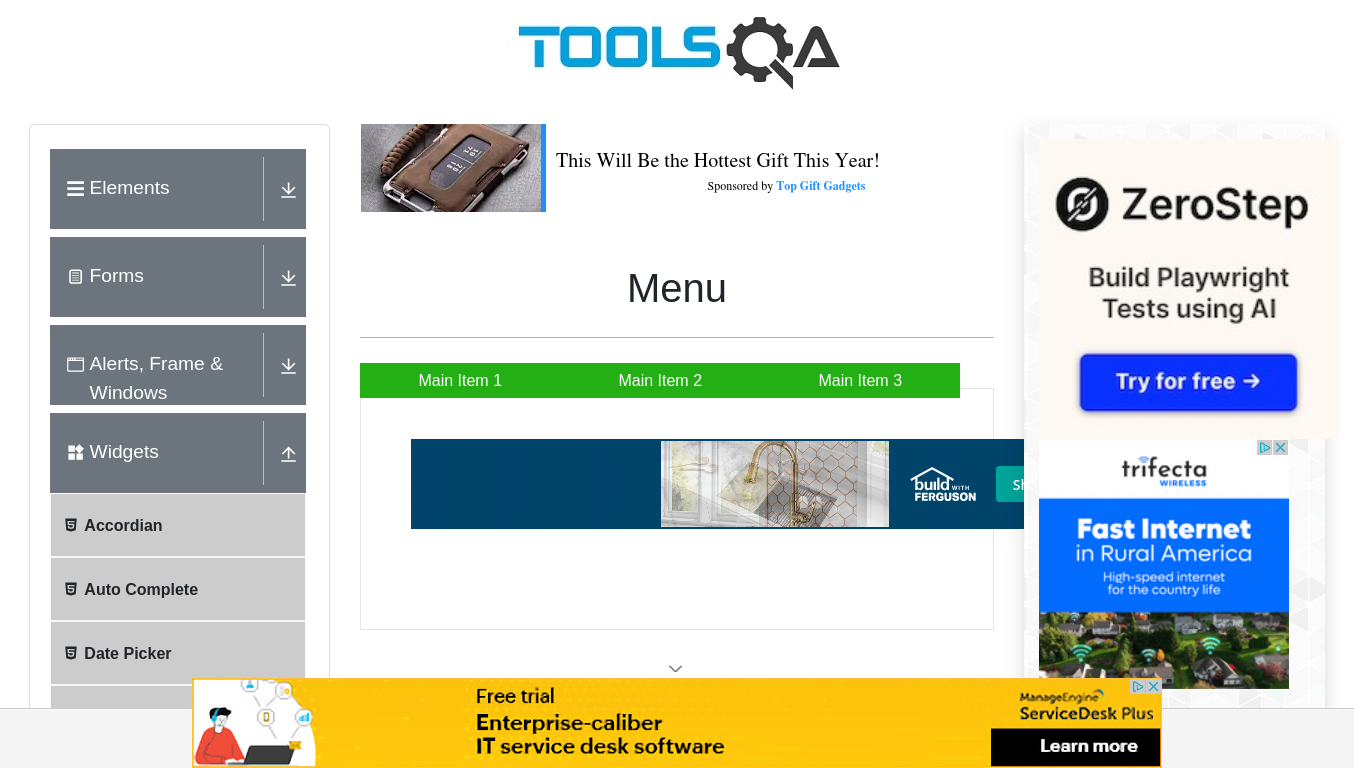 TOOLSQA
Elements
Forms
Alerts, Frame &
Windows
Widgets
Accordian
Auto Complete
Date Picker
This Will Be the Hottest Gift This Year!
Sponsored by Top Gift Gadgets
Menu
Main Item 1
Main Item 2
Main Item 3
build WITH
FERGUSON
Sh
ZeroStep
Build Playwright
Tests using AI
Try for free →
trifecta
WIRELESS
Fast Internet
in Rural America
High-speed internet
for the country life
Free trial
Enterprise-caliber
IT service desk software
ManageEngine
ServiceDesk Plus
Learn more